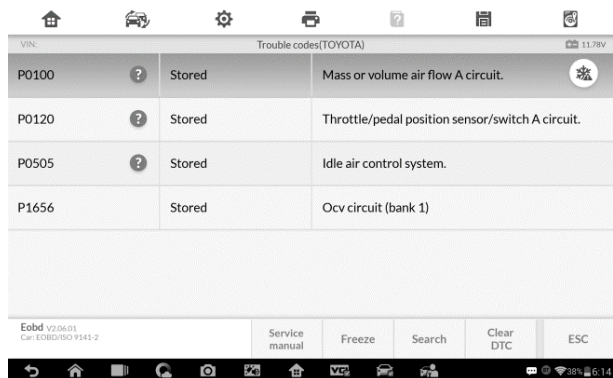 VIN: Trouble codes(TOYOTA) 11.78V
P0100 ? Stored Mass or volume air flow A circuit.
P0120 ? Stored Throttle/pedal position sensor/switch A circuit.
P0505 ? Stored Idle air control system.
P1656 Stored Ocv circuit (bank 1)
Eobd V2.06.01
Car: EOBD/ISO 9141-2
Service
manual
Freeze
Search
Clear
DTC
ESC
38% 6:14